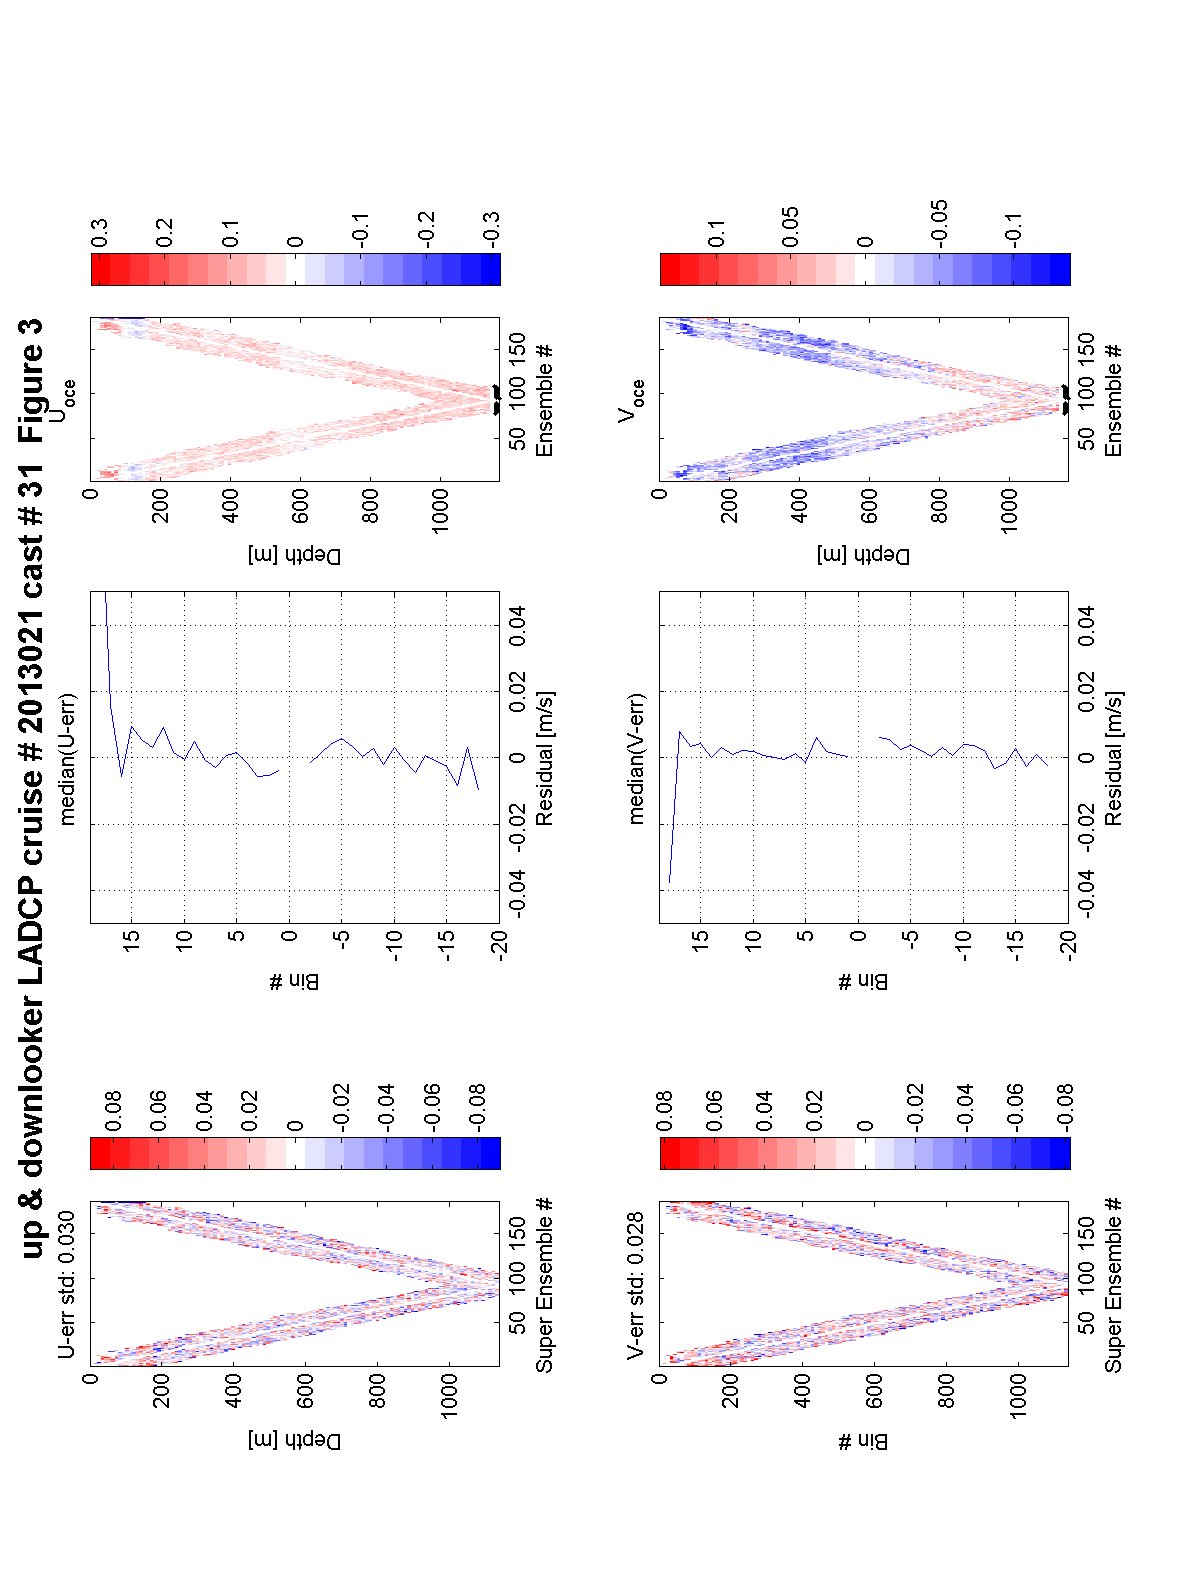 up & downlooker LADCP cruise # 2013021 cast # 31 Figure 3
U-err std: 0.030
0
200
400
600
800
1000
Depth [m]
50 100 150
Super Ensemble #
0.08
0.06
0.04
0.02
0
-0.02
-0.04
-0.06
-0.08
median(U-err)
15
10
5
0
-5
-10
-15
-20
Bin #
-0.04 -0.02 0 0.02 0.04
Residual [m/s]
Uoce
0
200
400
600
800
1000
Depth [m]
50 100 150
Ensemble #
0.3
0.2
0.1
0
-0.1
-0.2
-0.3
V-err std: 0.028
0
200
400
600
800
1000
Bin #
50 100 150
Super Ensemble #
0.08
0.06
0.04
0.02
0
-0.02
-0.04
-0.06
-0.08
median(V-err)
15
10
5
0
-5
-10
-15
-20
Bin #
-0.04 -0.02 0 0.02 0.04
Residual [m/s]
Voce
0
200
400
600
800
1000
Depth [m]
50 100 150
Ensemble #
0.1
0.05
0
-0.05
-0.1